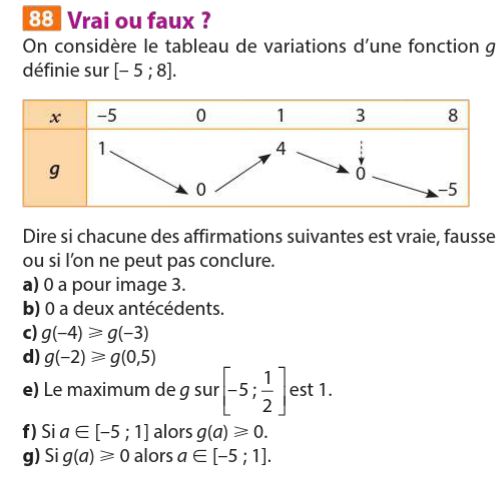 88 Vrai ou faux ?
On considère le tableau de variations d'une fonction g
définie sur [– 5 ; 8].
x –5 0 1 3 8
g 1 0 4 0 –5
Dire si chacune des affirmations suivantes est vraie, fausse
ou si l'on ne peut pas conclure.
a) 0 a pour image 3.
b) 0 a deux antécédents.
c) g(–4) ⩾ g(–3)
d) g(–2) ⩾ g(0,5)
e) Le maximum de g sur [–5 ; 1/2] est 1.
f) Si a ∈ [–5 ; 1] alors g(a) ⩾ 0.
g) Si g(a) ⩾ 0 alors a ∈ [–5 ; 1].